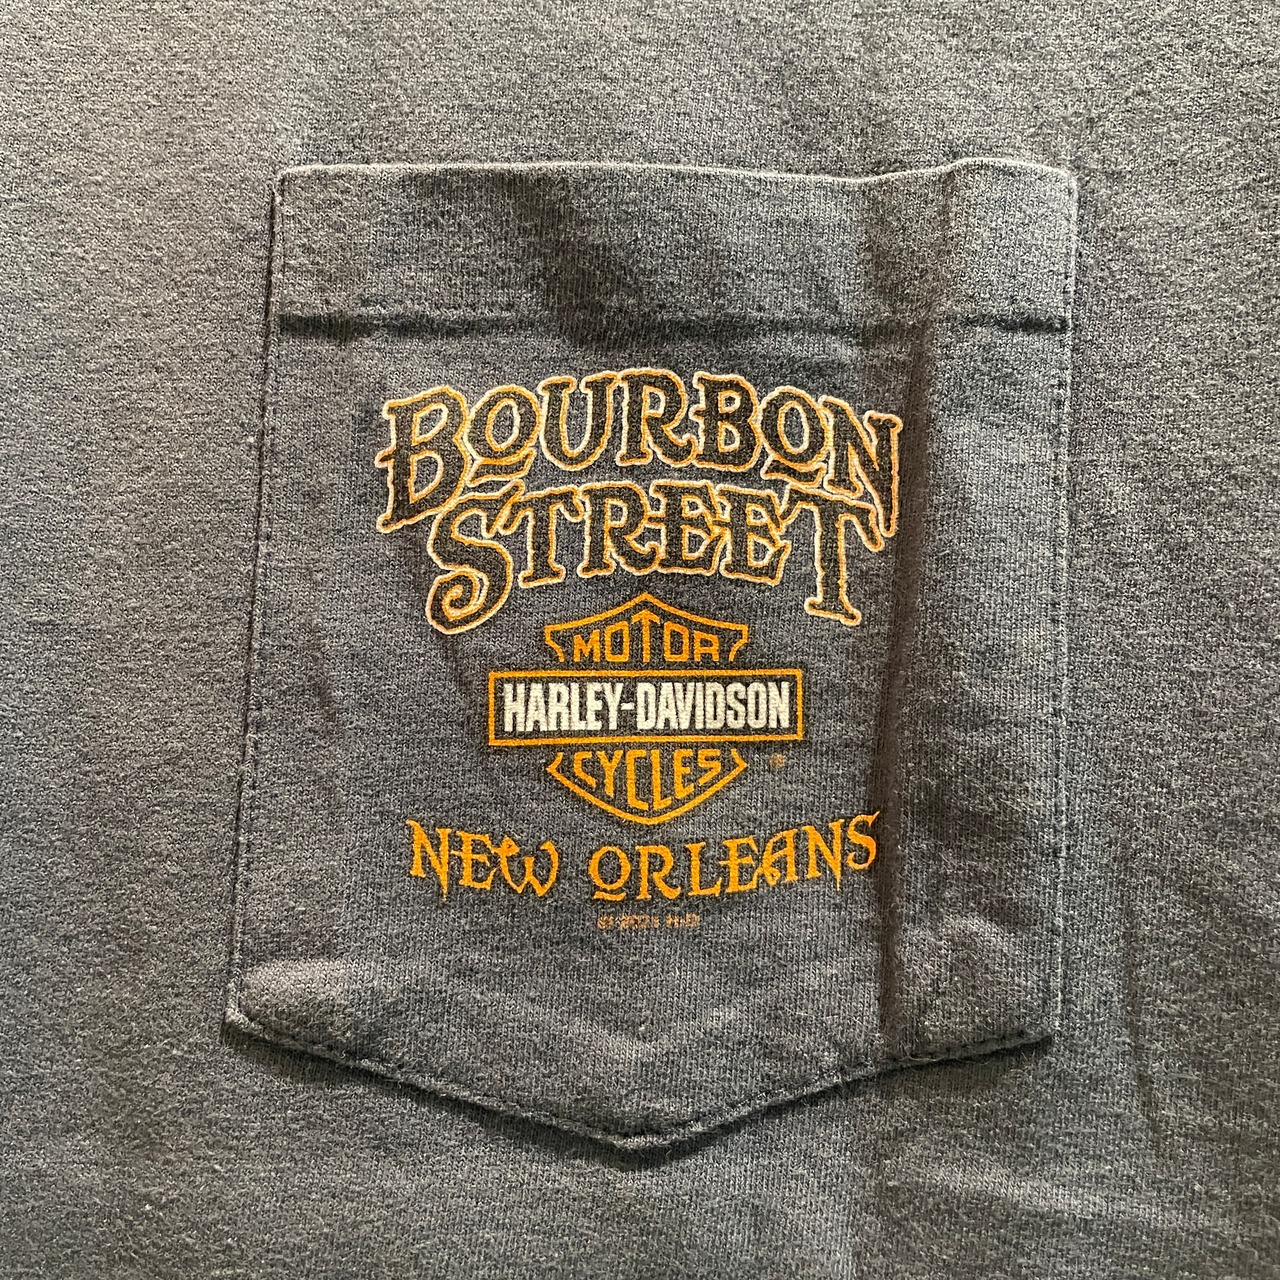 BOURBON
STREET
MOTOR
HARLEY-DAVIDSON
CYCLES
®
NEW ORLEANS